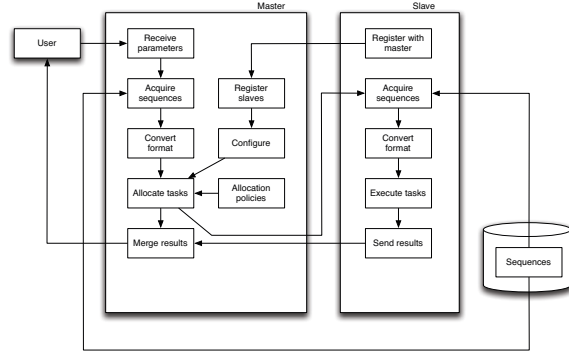 Master
Slave
User
Receive
parameters
Register with
master
Acquire
sequences
Register
slaves
Acquire
sequences
Convert
format
Configure
Convert
format
Allocate tasks
Allocation
policies
Execute tasks
Merge results
Send results
Sequences